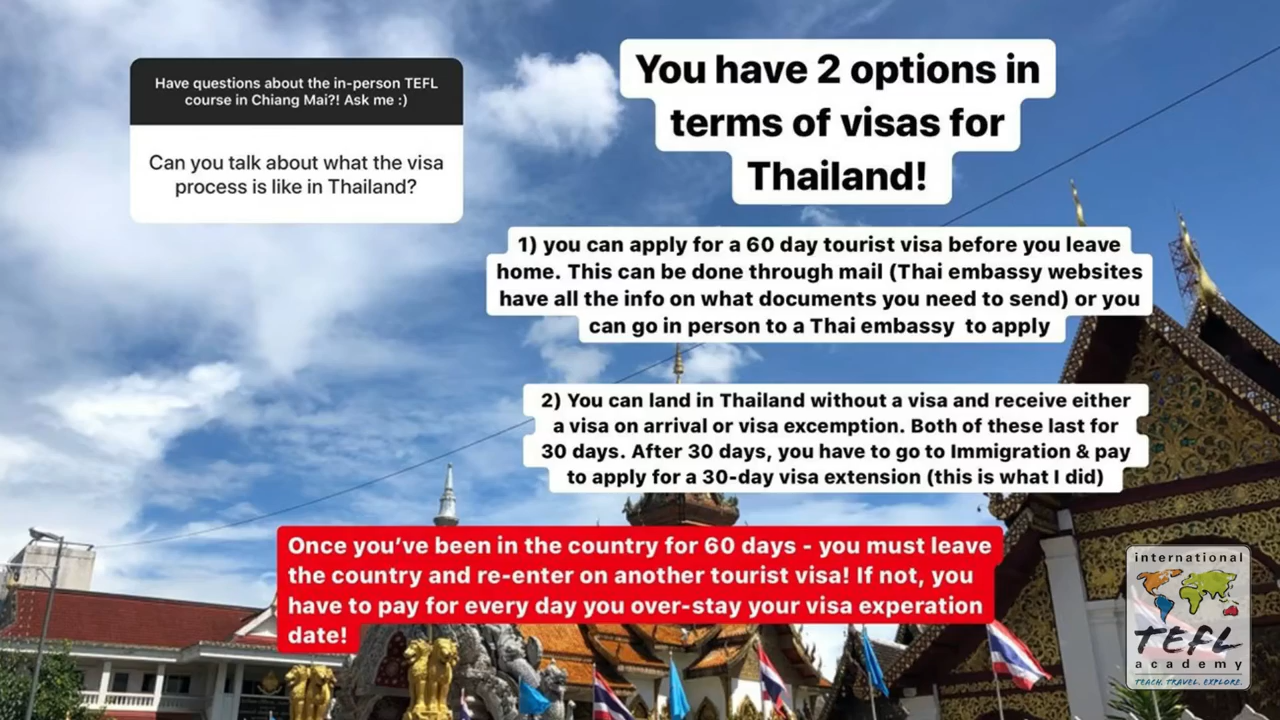 Have questions about the in-person TEFL
course in Chiang Mai?! Ask me :)
Can you talk about what the visa
process is like in Thailand?
You have 2 options in
terms of visas for
Thailand!
1) you can apply for a 60 day tourist visa before you leave
home. This can be done through mail (Thai embassy websites
have all the info on what documents you need to send) or you
can go in person to a Thai embassy to apply
2) You can land in Thailand without a visa and receive either
a visa on arrival or visa excemption. Both of these last for
30 days. After 30 days, you have to go to Immigration & pay
to apply for a 30-day visa extension (this is what I did)
Once you’ve been in the country for 60 days - you must leave
the country and re-enter on another tourist visa! If not, you
have to pay for every day you over-stay your visa experation
date!
international
TEFL
academy
TEACH. TRAVEL. EXPLORE.